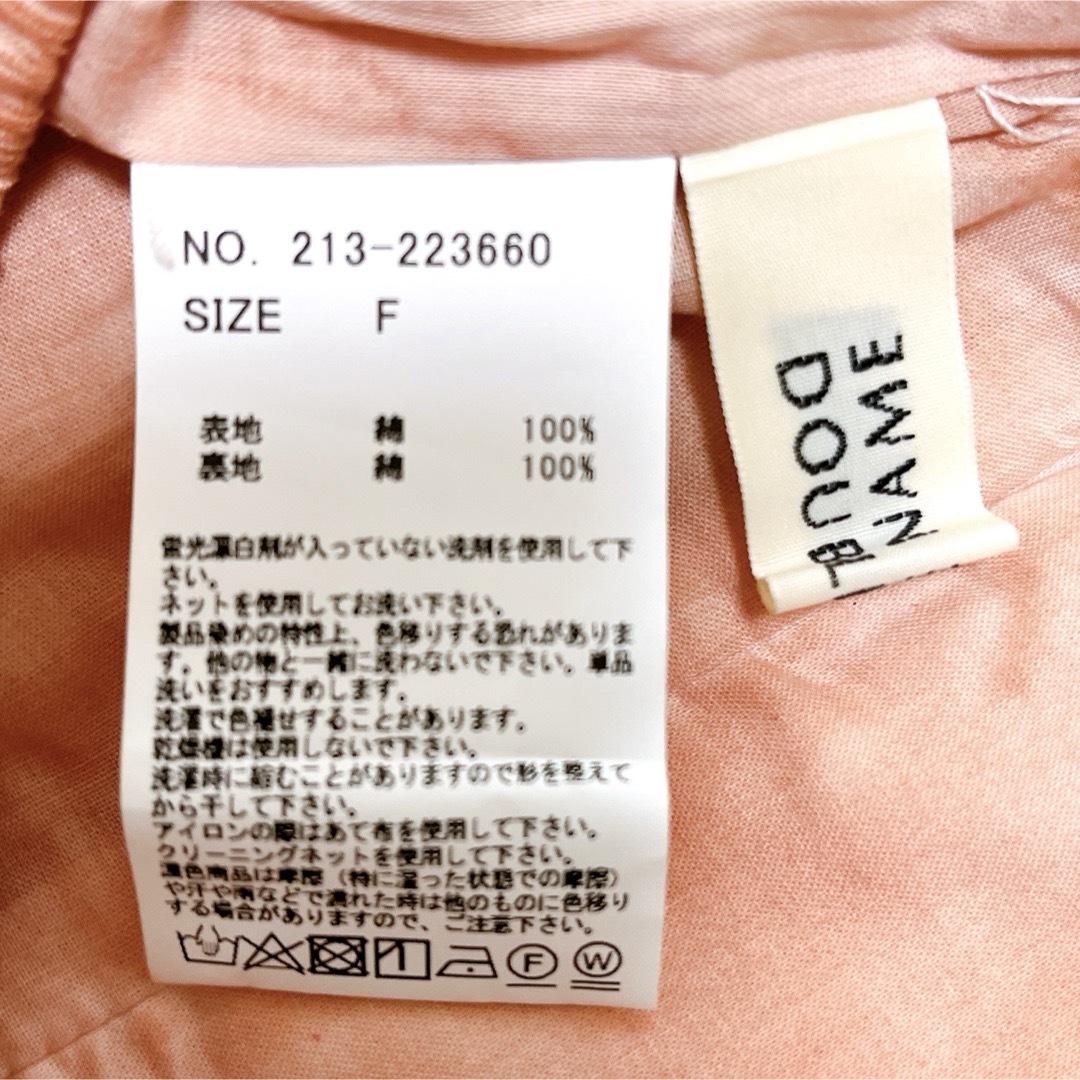 NO. 213-223660
SIZE F
表地 綿 100%
裏地 綿 100%
蛍光漂白剤が入っていない洗剤を使用して下
さい。
ネットを使用してお洗い下さい。
製品染めの特性上、色移りする恐れがありま
す。他の物と一緒に洗わないで下さい。単品
洗いをおすすめします。
洗濯で色褪せすることがあります。
乾燥機は使用しないで下さい。
洗濯時に縮むことがありますので形を整えて
から干して下さい。
アイロンの際はあて布を使用して下さい。
クリーニングネットを使用して下さい。
濃色商品は摩擦（特に湿った状態での摩擦）
や汗や雨などで濡れた時は他のものに色移り
する場合がありますので、ご注意下さい。
F W
DOUBL
NAME